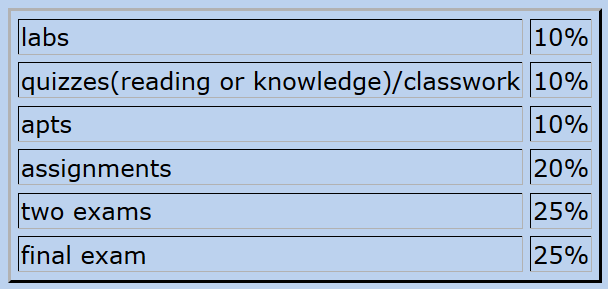 labs 10%
quizzes(reading or knowledge)/classwork 10%
apts 10%
assignments 20%
two exams 25%
final exam 25%